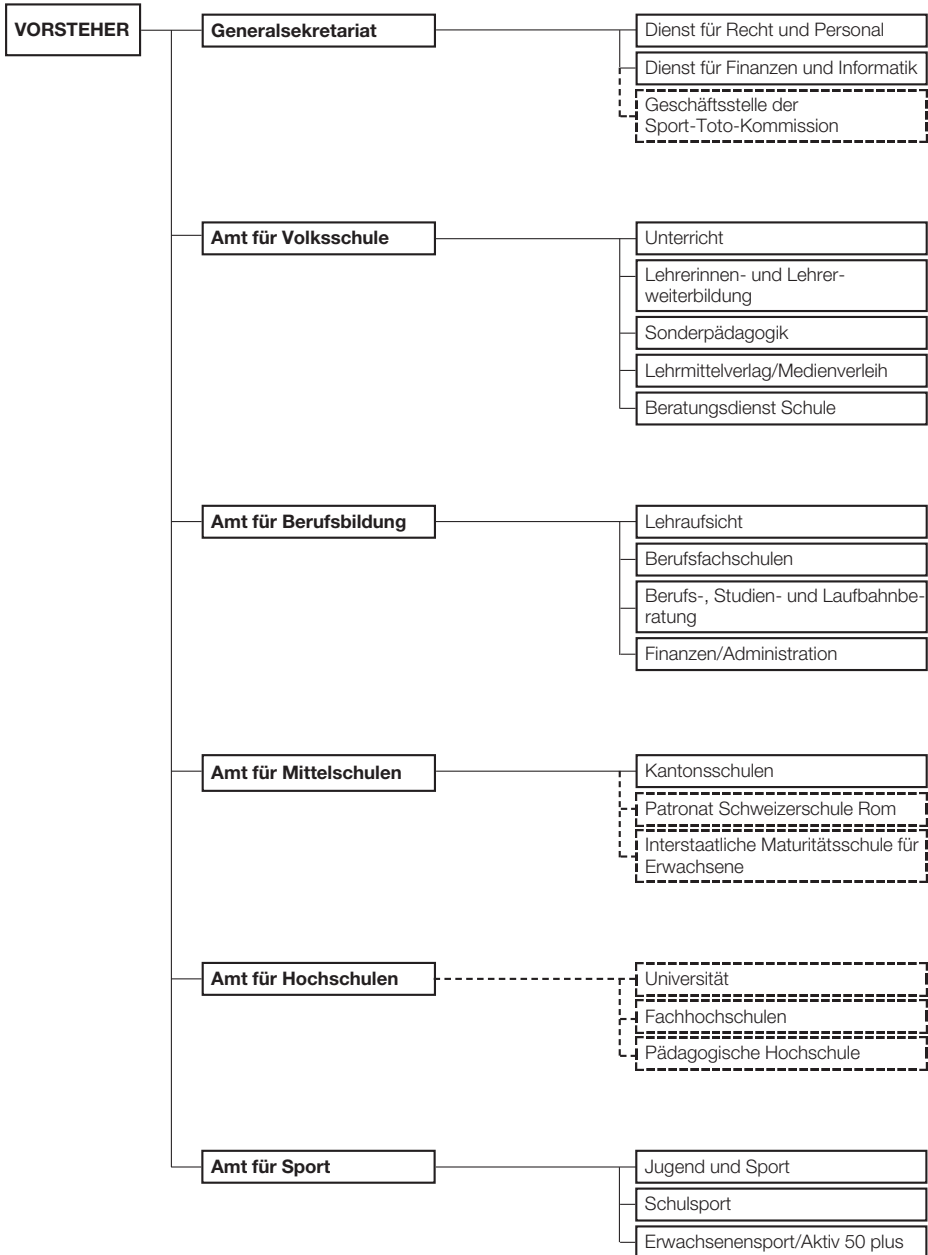 VORSTEHER
Generalsekretariat
Dienst für Recht und Personal
Dienst für Finanzen und Informatik
Geschäftsstelle der
Sport-Toto-Kommission
Amt für Volksschule
Unterricht
Lehrerinnen- und Lehrer-
weiterbildung
Sonderpädagogik
Lehrmittelverlag/Medienverleih
Beratungsdienst Schule
Amt für Berufsbildung
Lehraufsicht
Berufsfachschulen
Berufs-, Studien- und Laufbahnbe-
ratung
Finanzen/Administration
Amt für Mittelschulen
Kantonsschulen
Patronat Schweizerschule Rom
Interstaatliche Maturitätsschule für
Erwachsene
Amt für Hochschulen
Universität
Fachhochschulen
Pädagogische Hochschule
Amt für Sport
Jugend und Sport
Schulsport
Erwachsenensport/Aktiv 50 plus